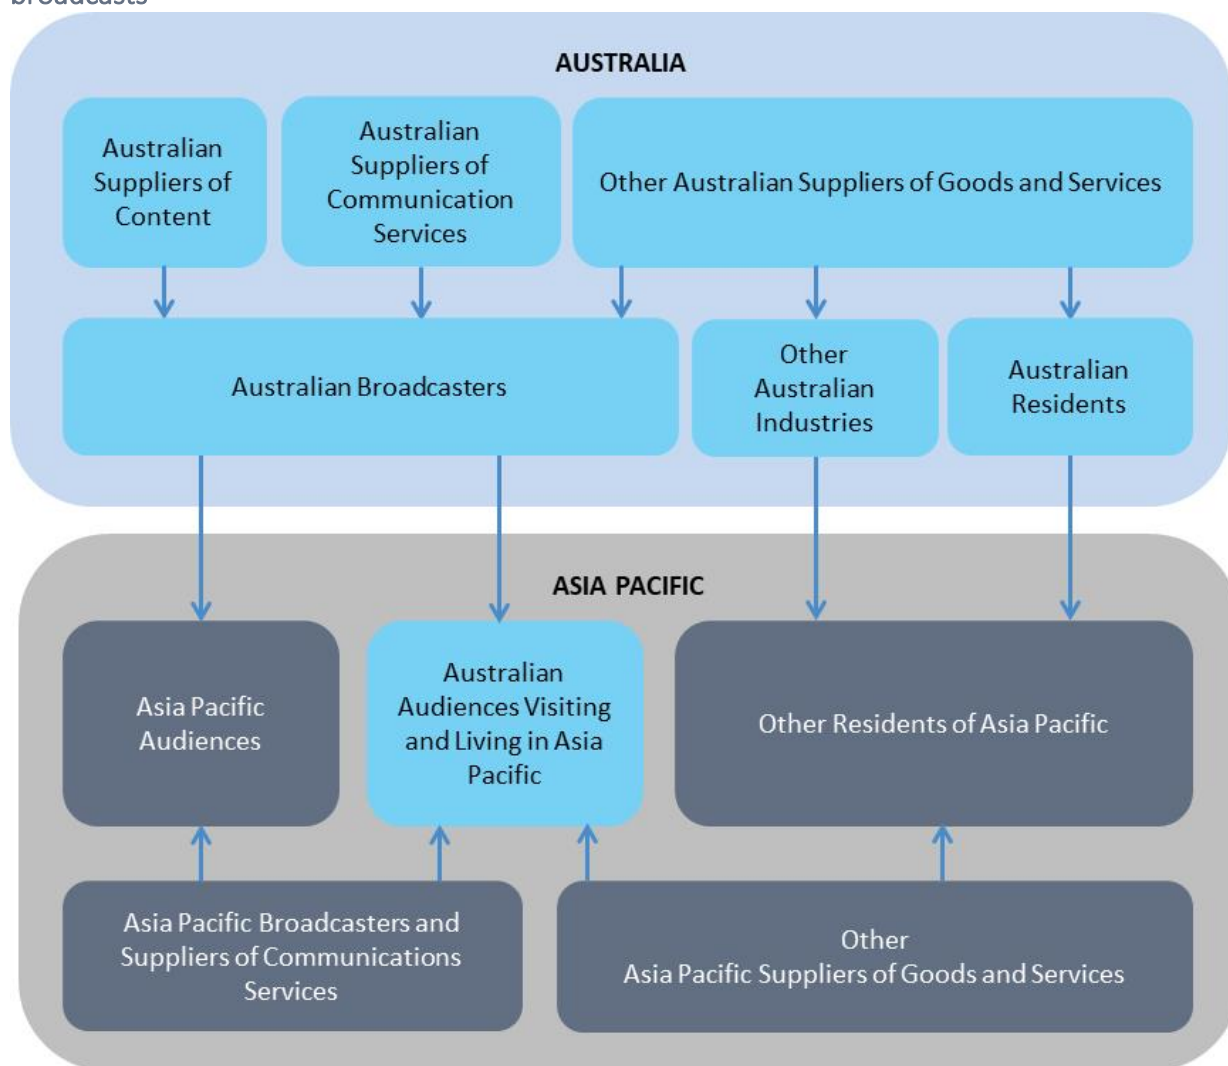 broadcasts
AUSTRALIA
Australian
Suppliers of
Content
Australian
Suppliers of
Communication
Services
Other Australian Suppliers of Goods and Services
Australian Broadcasters
Other
Australian
Industries
Australian
Residents
ASIA PACIFIC
Asia Pacific
Audiences
Australian
Audiences Visiting
and Living in Asia
Pacific
Other Residents of Asia Pacific
Asia Pacific Broadcasters and
Suppliers of Communications
Services
Other
Asia Pacific Suppliers of Goods and Services